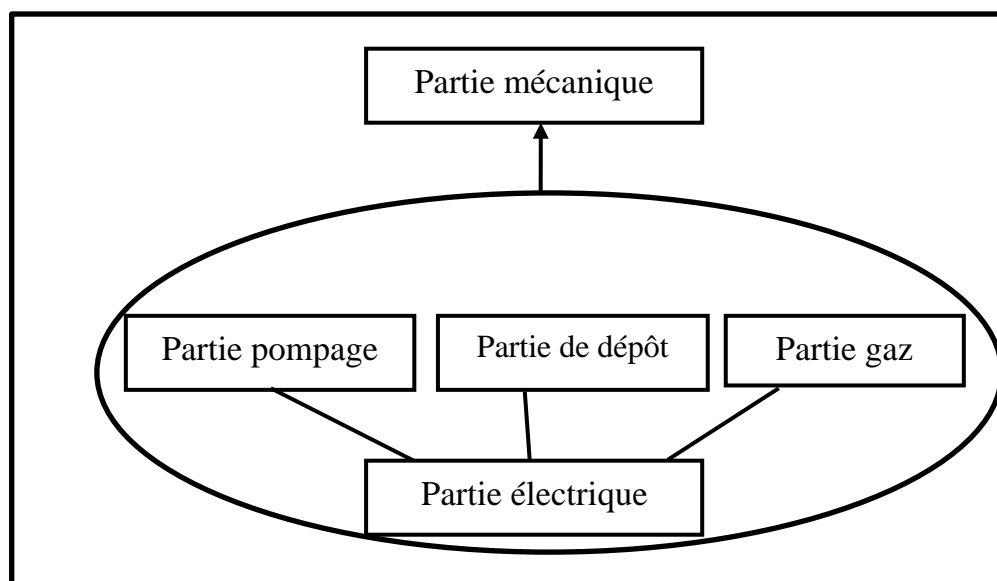 Partie mécanique
Partie pompage
Partie de dépôt
Partie gaz
Partie électrique